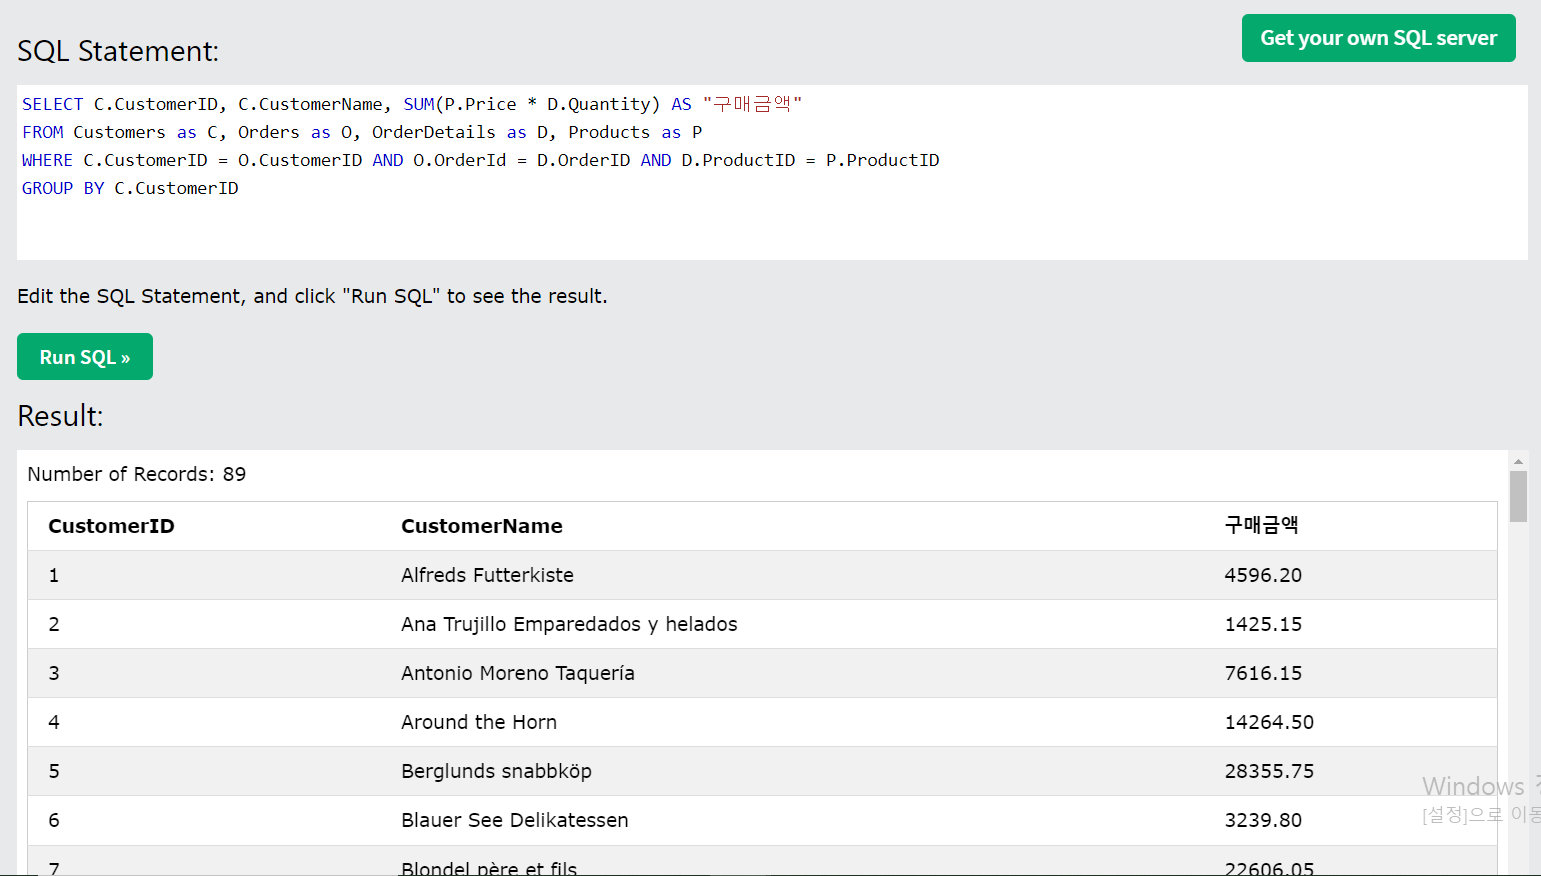 SQL Statement:
Get your own SQL server
SELECT C.CustomerID, C.CustomerName, SUM(P.Price * D.Quantity) AS "구매금액"
FROM Customers as C, Orders as O, OrderDetails as D, Products as P
WHERE C.CustomerID = O.CustomerID AND O.OrderId = D.OrderID AND D.ProductID = P.ProductID
GROUP BY C.CustomerID
Edit the SQL Statement, and click "Run SQL" to see the result.
Run SQL »
Result:
Number of Records: 89
CustomerID CustomerName 구매금액
1 Alfreds Futterkiste 4596.20
2 Ana Trujillo Emparedados y helados 1425.15
3 Antonio Moreno Taquería 7616.15
4 Around the Horn 14264.50
5 Berglunds snabbköp 28355.75
Windows
6 Blauer See Delikatessen 3239.80
[설정]으로 이동
7 Blondel père et fils 22606.05